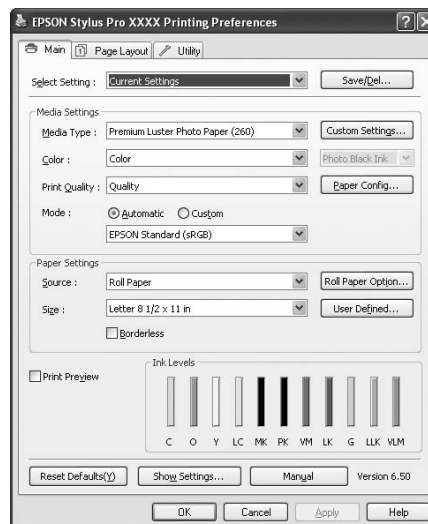 EPSON Stylus Pro XXXX Printing Preferences
Main Page Layout Utility
Select Setting : Current Settings Save/Del...
Media Settings
Media Type : Premium Luster Photo Paper (260) Custom Settings...
Color : Color Photo Black Ink
Print Quality : Quality Paper Config...
Mode : Automatic Custom
EPSON Standard (sRGB)
Paper Settings
Source : Roll Paper Roll Paper Option...
Size : Letter 8 1/2 x 11 in User Defined...
Borderless
Print Preview
Ink Levels
C O Y LC MK PK VM LK G LLK VLM
Reset Defaults(Y) Show Settings... Manual Version 6.50
OK Cancel Apply Help